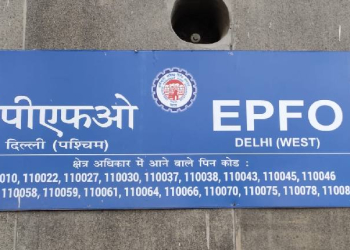 पीएफओ EPFO
दिल्ली (पश्चिम) DELHI (WEST)
क्षेत्र अधिकार में आने वाले पिन कोड :
010, 110022, 110027, 110030, 110037, 110038, 110043, 110045, 110046
110058, 110059, 110061, 110064, 110066, 110070, 110075, 110078,